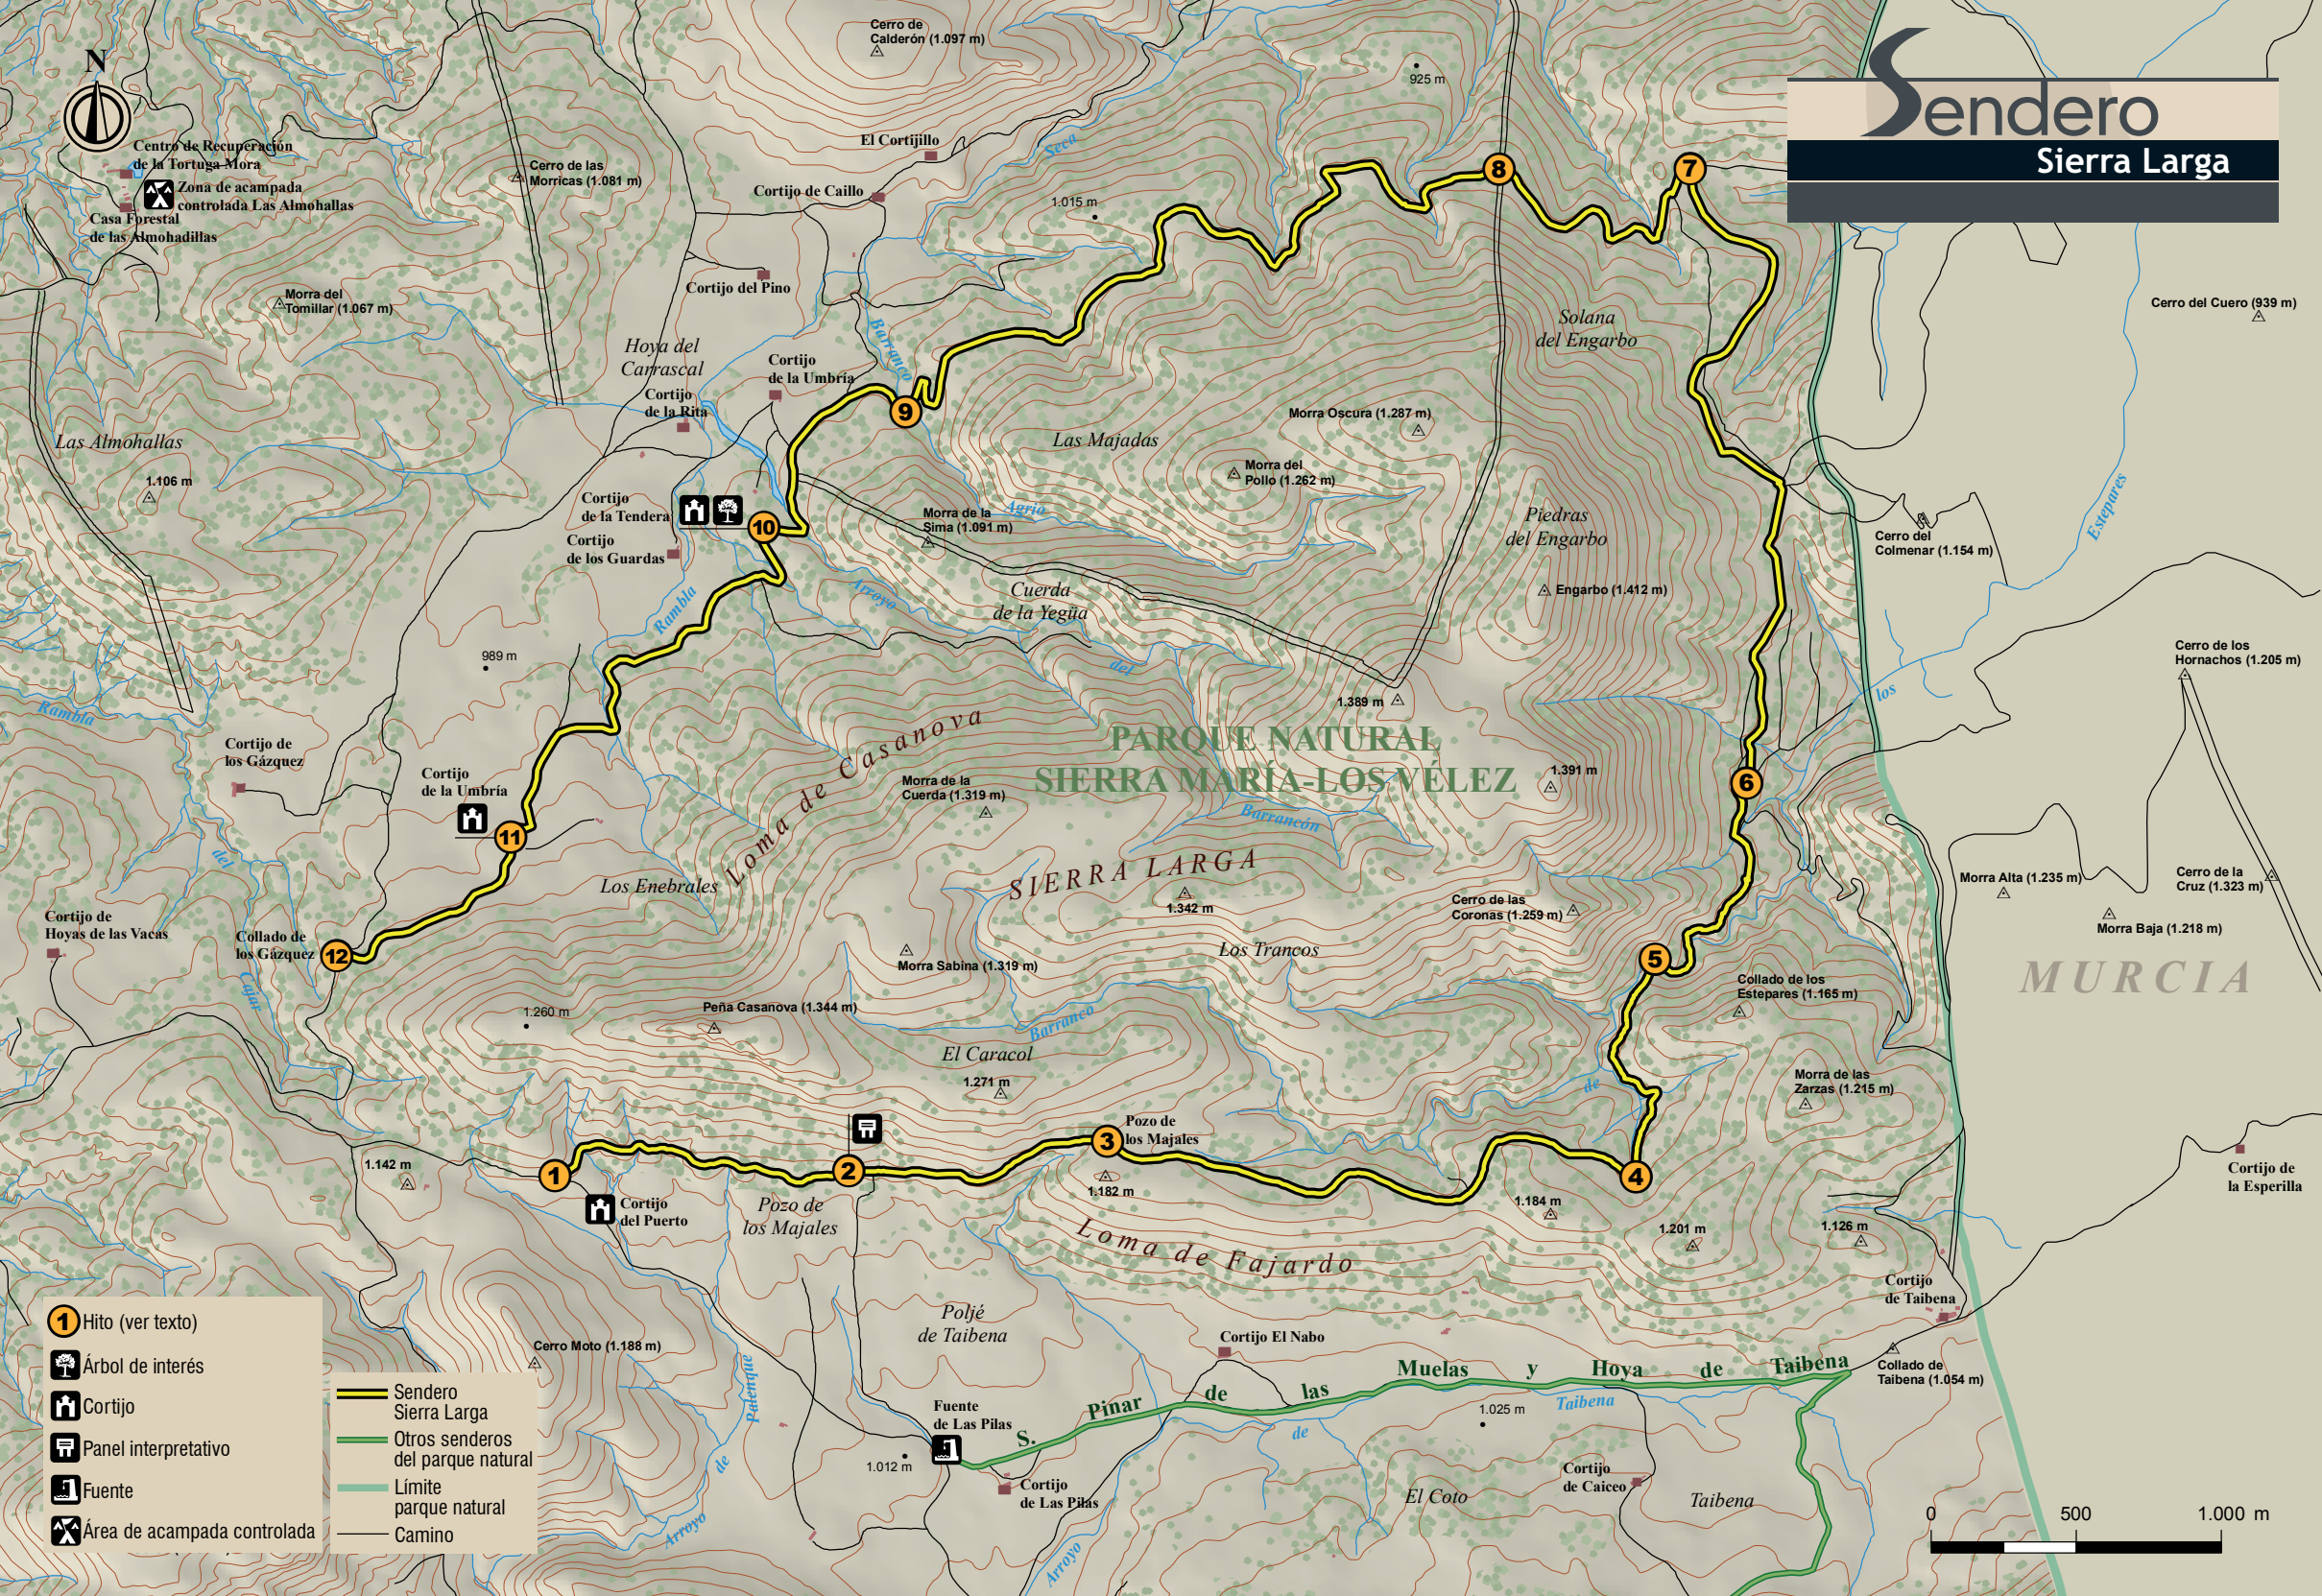 Sendero
Sierra Larga
N
Cerro de
Calderón (1.097 m)
925 m
Centro de Recuperación
de la Tortuga Mora
Zona de acampada
controlada Las Almohallas
Casa Forestal
de las Almohadillas
Cerro de las
Morricas (1.081 m)
El Cortijillo
Seca
Cortijo de Caillo
1.015 m
8
7
Morra del
Tomillar (1.067 m)
Cortijo del Pino
Cerro del Cuero (939 m)
Solana
del Engarbo
Hoya del
Carrascal
Barranco
Cortijo
de la Umbría
Cortijo
de la Rita
9
Morra Oscura (1.287 m)
Las Majadas
Las Almohallas
1.106 m
Morra del
Pollo (1.262 m)
Cortijo
de la Tendera
10
Morra de la
Sima (1.091 m)
Agrio
Piedras
del Engarbo
Estepares
Cerro del
Colmenar (1.154 m)
Cortijo
de los Guardas
Rambla
Arroyo
Cuerda
de la Yegüa
Engarbo (1.412 m)
989 m
del
Cerro de los
Hornachos (1.205 m)
los
1.389 m
Rambla
Loma de Casanova
PARQUE NATURAL
SIERRA MARÍA-LOS VÉLEZ
Cortijo de
los Gázquez
Cortijo
de la Umbría
Morra de la
Cuerda (1.319 m)
1.391 m
6
Barrancón
11
del
SIERRA LARGA
1.342 m
Los Enebrales
Cerro de las
Coronas (1.259 m)
Morra Alta (1.235 m)
Cerro de la
Cruz (1.323 m)
Morra Baja (1.218 m)
Cortijo de
Hoyas de las Vacas
Collado de
los Gázquez
12
Cajar
Morra Sabina (1.319 m)
Los Trancos
5
MURCIA
Collado de los
Estepares (1.165 m)
1.260 m
Peña Casanova (1.344 m)
Barranco
El Caracol
1.271 m
de
Morra de las
Zarzas (1.215 m)
1.142 m
1
2
3
Pozo de
los Majales
1.182 m
4
Cortijo de
la Esperilla
Cortijo
del Puerto
Pozo de
los Majales
1.184 m
1.201 m
1.126 m
Loma de Fajardo
Cortijo
de Taibena
Poljé
de Taibena
Cortijo El Nabo
Cerro Moto (1.188 m)
Collado de
Taibena (1.054 m)
S. Pinar de las Muelas y Hoya de Taibena
Arroyo de Palenque
Fuente
de Las Pilas
1.012 m
Cortijo
de Las Pilas
Arroyo de Taibena
1.025 m
El Coto
Cortijo
de Caiceo
Taibena
1 Hito (ver texto)
Árbol de interés
Cortijo
Panel interpretativo
Fuente
Área de acampada controlada
Sendero
Sierra Larga
Otros senderos
del parque natural
Límite
parque natural
Camino
0 500 1.000 m